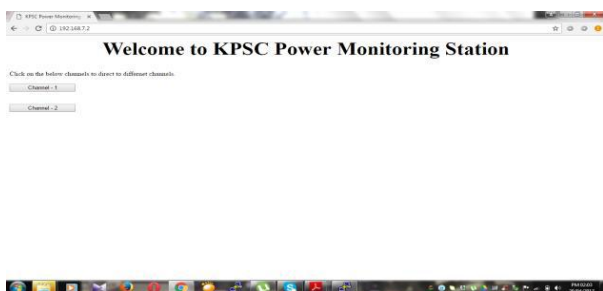 KPSC Power Monitoring
192.168.7.2
Welcome to KPSC Power Monitoring Station
Click on the below channels to direct to different channels.
Channel - 1
Channel - 2